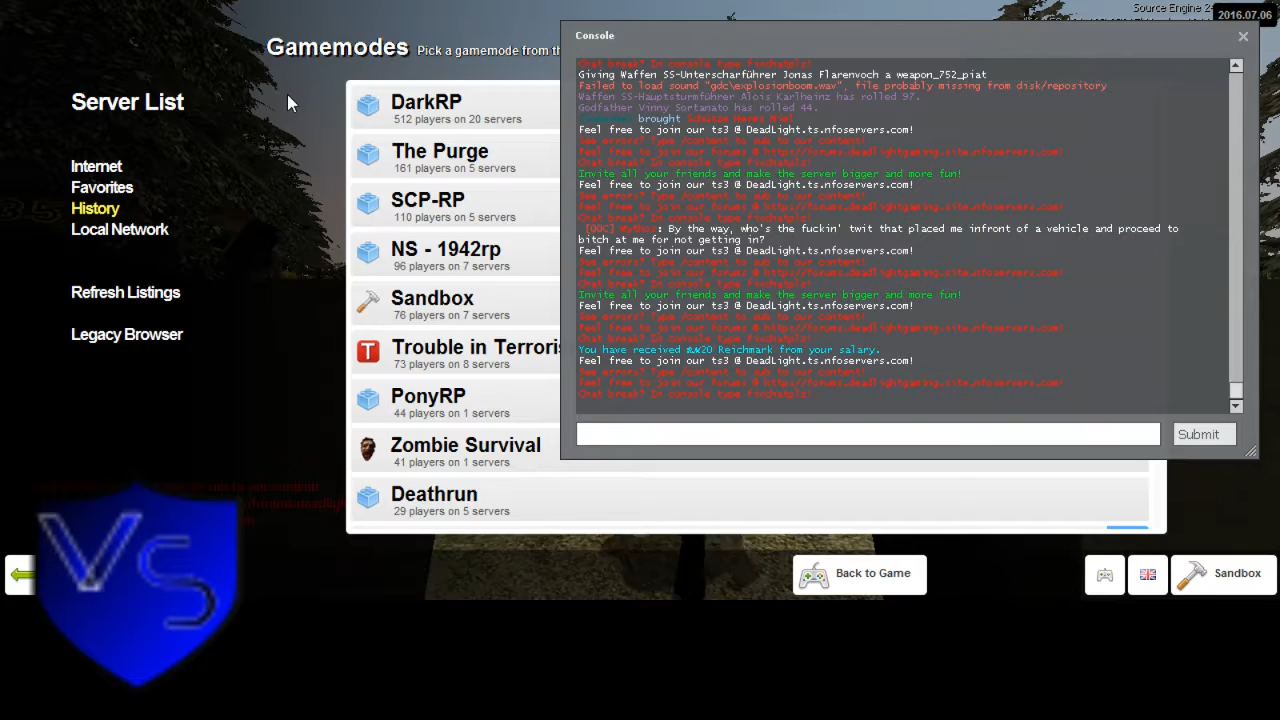 Source Engine 2
2016.07.06
Gamemodes Pick a gamemode from th
Server List
Internet
Favorites
History
Local Network
Refresh Listings
Legacy Browser
DarkRP
512 players on 20 servers
The Purge
161 players on 5 servers
SCP-RP
110 players on 5 servers
NS - 1942rp
96 players on 7 servers
Sandbox
76 players on 7 servers
Trouble in Terroris
73 players on 8 servers
PonyRP
44 players on 1 servers
Zombie Survival
41 players on 1 servers
Deathrun
29 players on 5 servers
Console
Chat break? In console type fixchatplz!
Giving Waffen SS-Unterscharführer Jonas Flarenvoch a weapon_752_piat
Failed to load sound "gdc\explosionboom.wav", file probably missing from disk/repository
Waffen SS-Hauptsturmführer Alois Karlheinz has rolled 97.
Godfather Vinny Sortanato has rolled 44.
brought
Feel free to join our ts3 @ DeadLight.ts.nfoservers.com!
See errors? Type /content to sub to our content!
Feel free to join our forums @ https://forums.deadlightgaming.site.nfoservers.com!
Chat break? In console type fixchatplz!
Invite all your friends and make the server bigger and more fun!
Feel free to join our ts3 @ DeadLight.ts.nfoservers.com!
See errors? Type /content to sub to our content!
Feel free to join our forums @ https://forums.deadlightgaming.site.nfoservers.com!
Chat break? In console type fixchatplz!
[OOC] Mythos: By the way, who's the fuckin' twit that placed me infront of a vehicle and proceed to
bitch at me for not getting in?
Feel free to join our ts3 @ DeadLight.ts.nfoservers.com!
See errors? Type /content to sub to our content!
Feel free to join our forums @ https://forums.deadlightgaming.site.nfoservers.com!
Chat break? In console type fixchatplz!
Invite all your friends and make the server bigger and more fun!
Feel free to join our ts3 @ DeadLight.ts.nfoservers.com!
See errors? Type /content to sub to our content!
Feel free to join our forums @ https://forums.deadlightgaming.site.nfoservers.com!
Chat break? In console type fixchatplz!
You have received 20 Reichmark from your salary.
Feel free to join our ts3 @ DeadLight.ts.nfoservers.com!
See errors? Type /content to sub to our content!
Feel free to join our forums @ https://forums.deadlightgaming.site.nfoservers.com!
Chat break? In console type fixchatplz!
Submit
Back to Game
Sandbox
VS